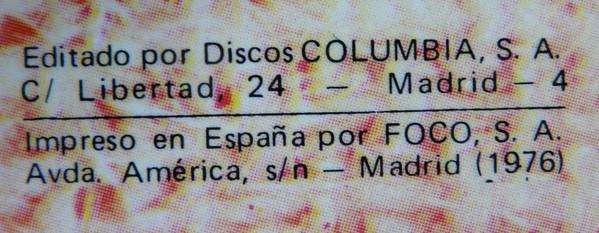 Editado por Discos COLUMBIA, S. A.
C/ Libertad, 24 — Madrid – 4
Impreso en España por FOCO, S. A.
Avda. América, s/n – Madrid (1976)